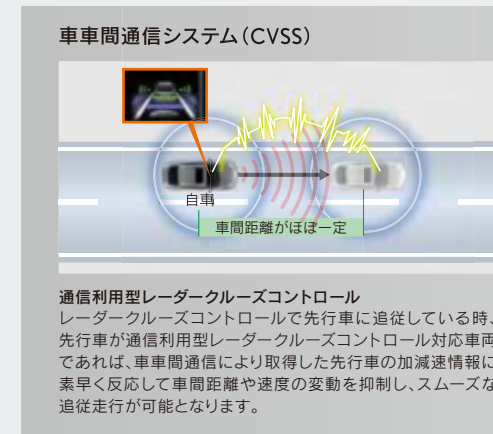 車車間通信システム（CVSS）
自車
車間距離がほぼ一定
通信利用型レーダークルーズコントロール
レーダークルーズコントロールで先行車に追従している時、
先行車が通信利用型レーダークルーズコントロール対応車両
であれば、車車間通信により取得した先行車の加減速情報に
素早く反応して車間距離や速度の変動を抑制し、スムーズな
追従走行が可能となります。